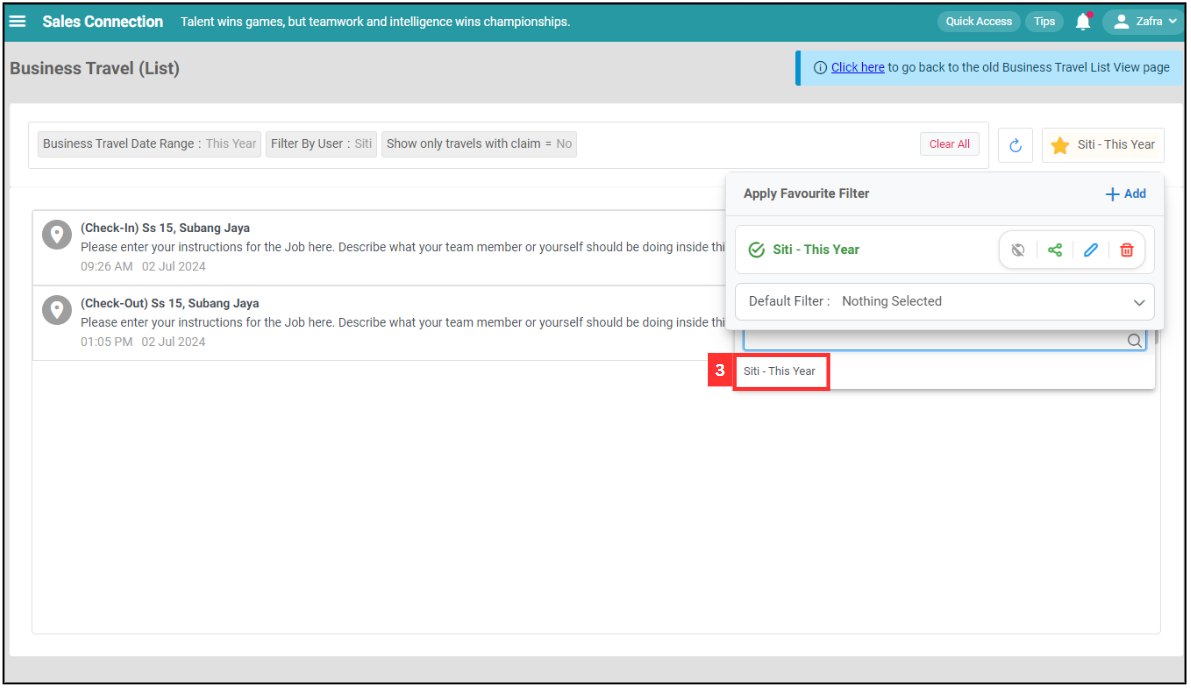 Sales Connection Talent wins games, but teamwork and intelligence wins championships. Quick Access Tips Zafra
Business Travel (List)
Click here to go back to the old Business Travel List View page
Business Travel Date Range : This Year Filter By User : Siti Show only travels with claim = No Clear All Siti - This Year
Apply Favourite Filter Add
Siti - This Year
Default Filter : Nothing Selected
3 Siti - This Year
(Check-In) Ss 15, Subang Jaya
Please enter your instructions for the Job here. Describe what your team member or yourself should be doing inside thi
09:26 AM 02 Jul 2024
(Check-Out) Ss 15, Subang Jaya
Please enter your instructions for the Job here. Describe what your team member or yourself should be doing inside thi
01:05 PM 02 Jul 2024